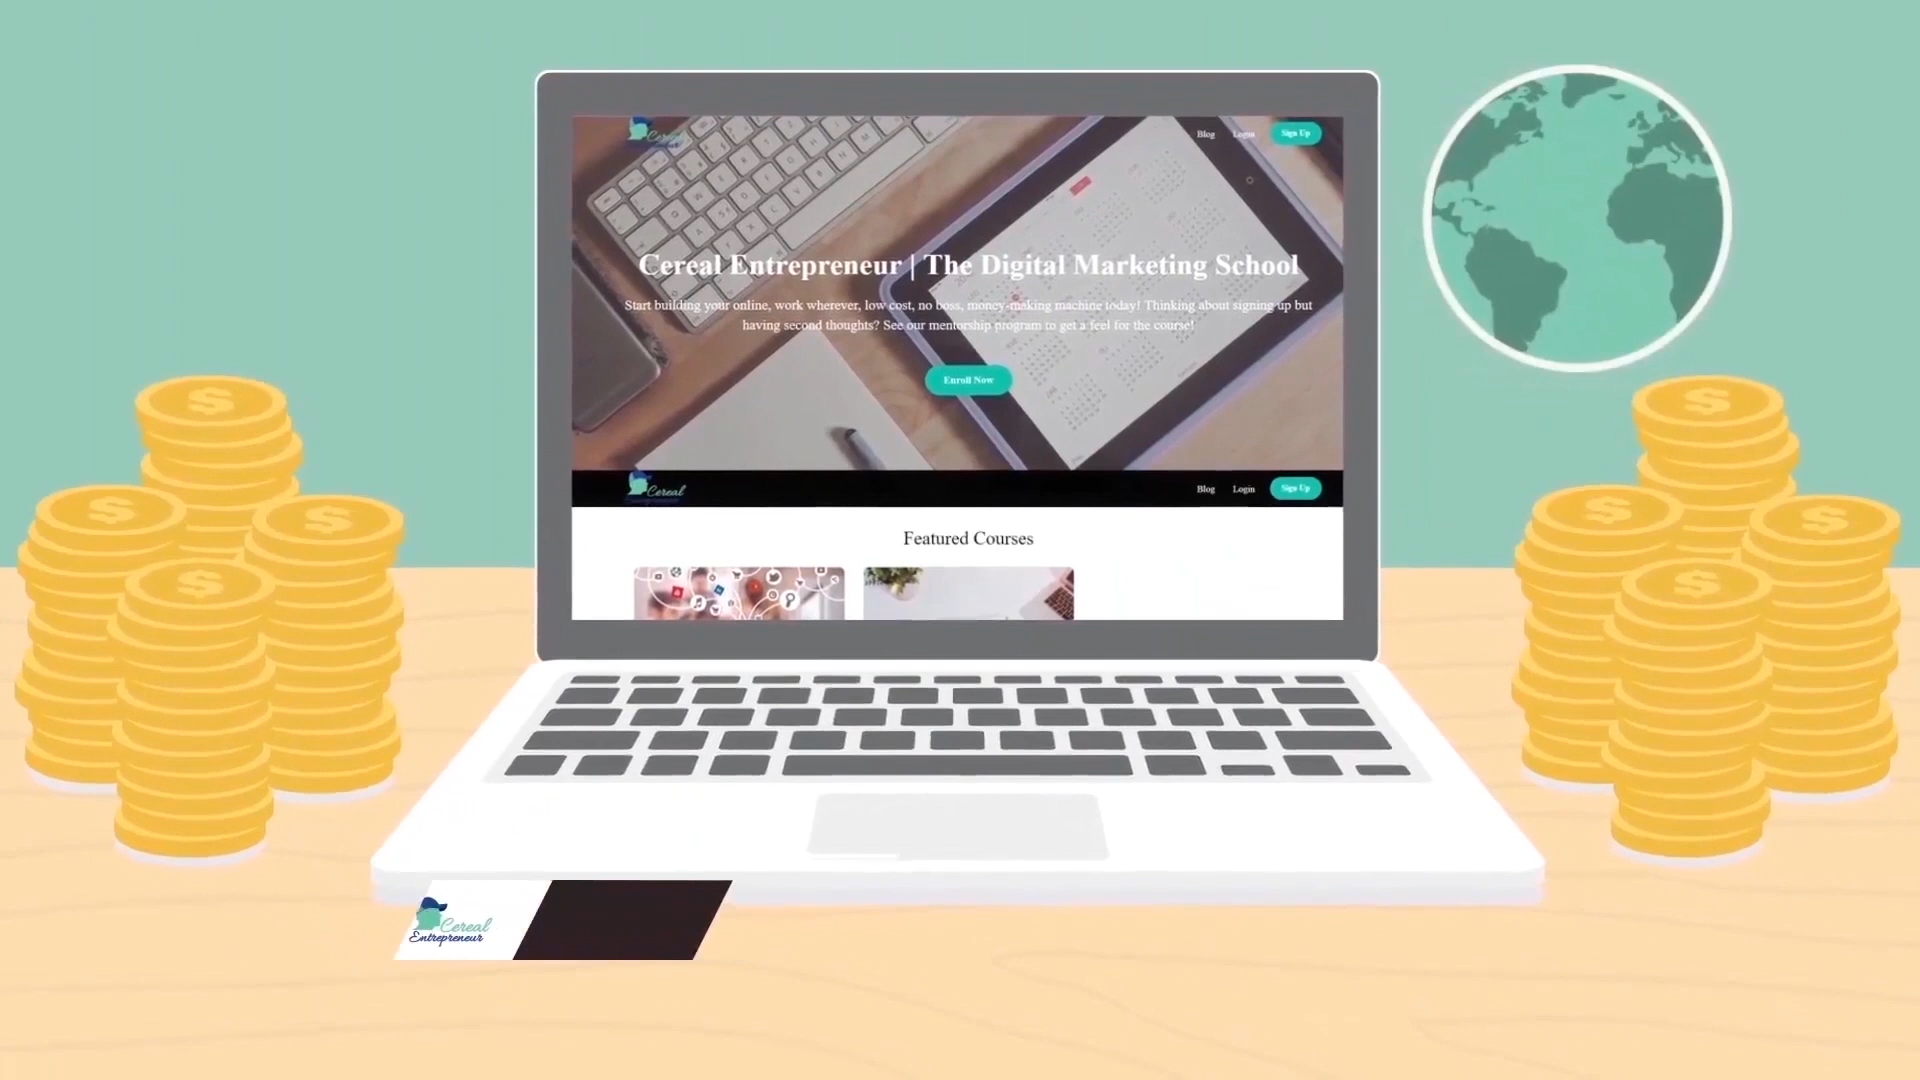 Cereal
Blog Login Sign Up
Cereal Entrepreneur | The Digital Marketing School
Start building your online, work wherever, low cost, no boss, money-making machine today! Thinking about signing up but
having second thoughts? See our mentorship program to get a feel for the course!
Enroll Now
Cereal
Blog Login Sign Up
Featured Courses
Cereal
Entrepreneur